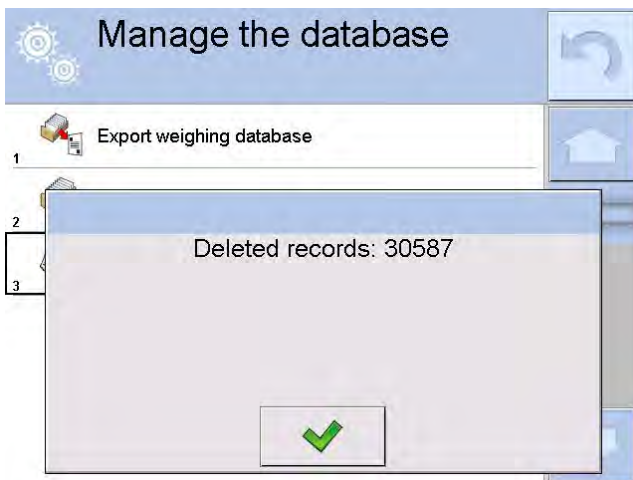 Manage the database
Export weighing database
1
2
Deleted records: 30587
3